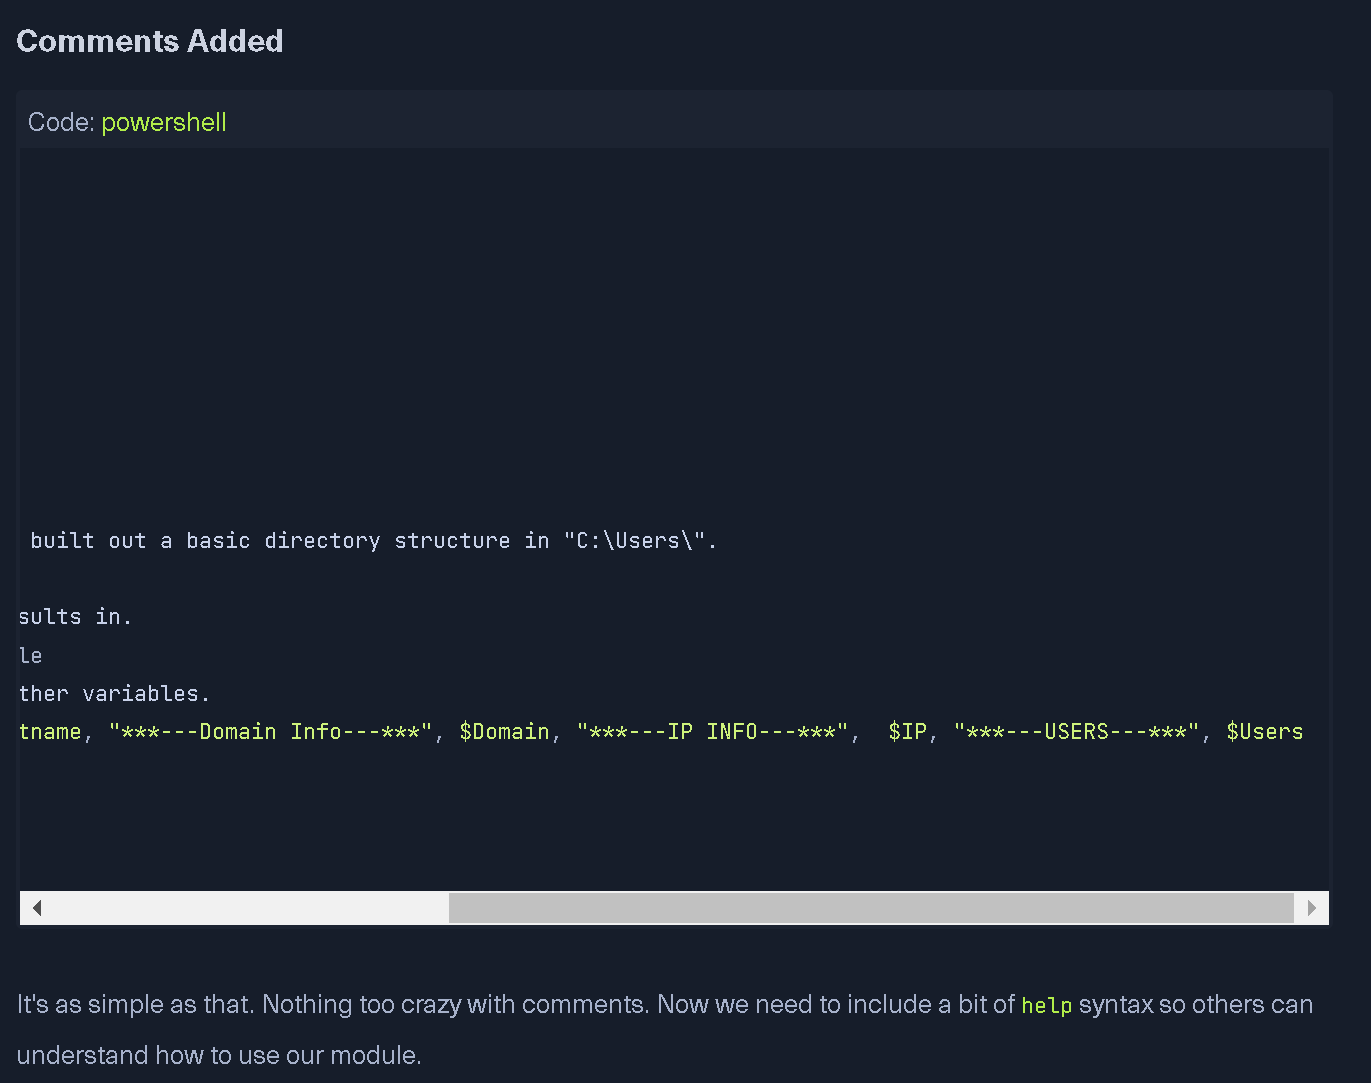 Comments Added
Code: powershell
built out a basic directory structure in "C:\Users\".
sults in.
le
ther variables.
tname, "***---Domain Info---***", $Domain, "***---IP INFO---***",  $IP, "***---USERS---***", $Users
It's as simple as that. Nothing too crazy with comments. Now we need to include a bit of help syntax so others can
understand how to use our module.